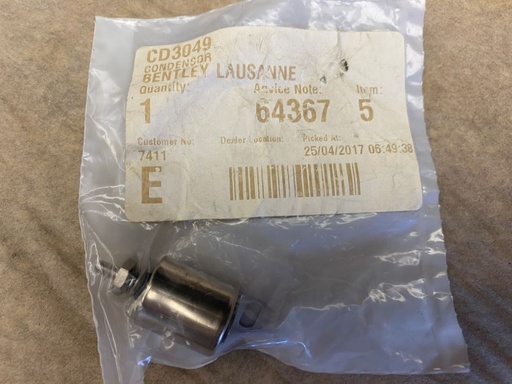 CD3049
CONDENSOR
BENTLEY LAUSANNE
Quantity: Advice Note: Item:
1 64367 5
Customer No: Dealer Location: Picked At:
7411 25/04/2017 06:49:38
E